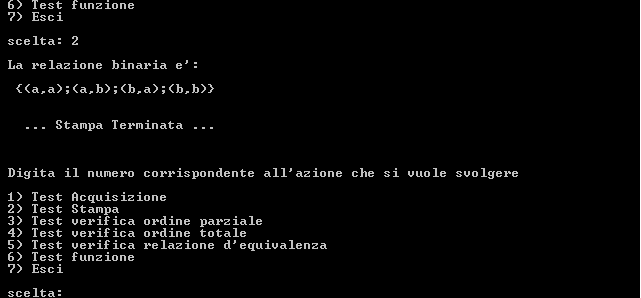 6) Test funzione
7) Esci
scelta: 2
La relazione binaria e':
{(a,a);(a,b);(b,a);(b,b)}
... Stampa Terminata ...
Digita il numero corrispondente all'azione che si vuole svolgere
1) Test Acquisizione
2) Test Stampa
3) Test verifica ordine parziale
4) Test verifica ordine totale
5) Test verifica relazione d'equivalenza
6) Test funzione
7) Esci
scelta: